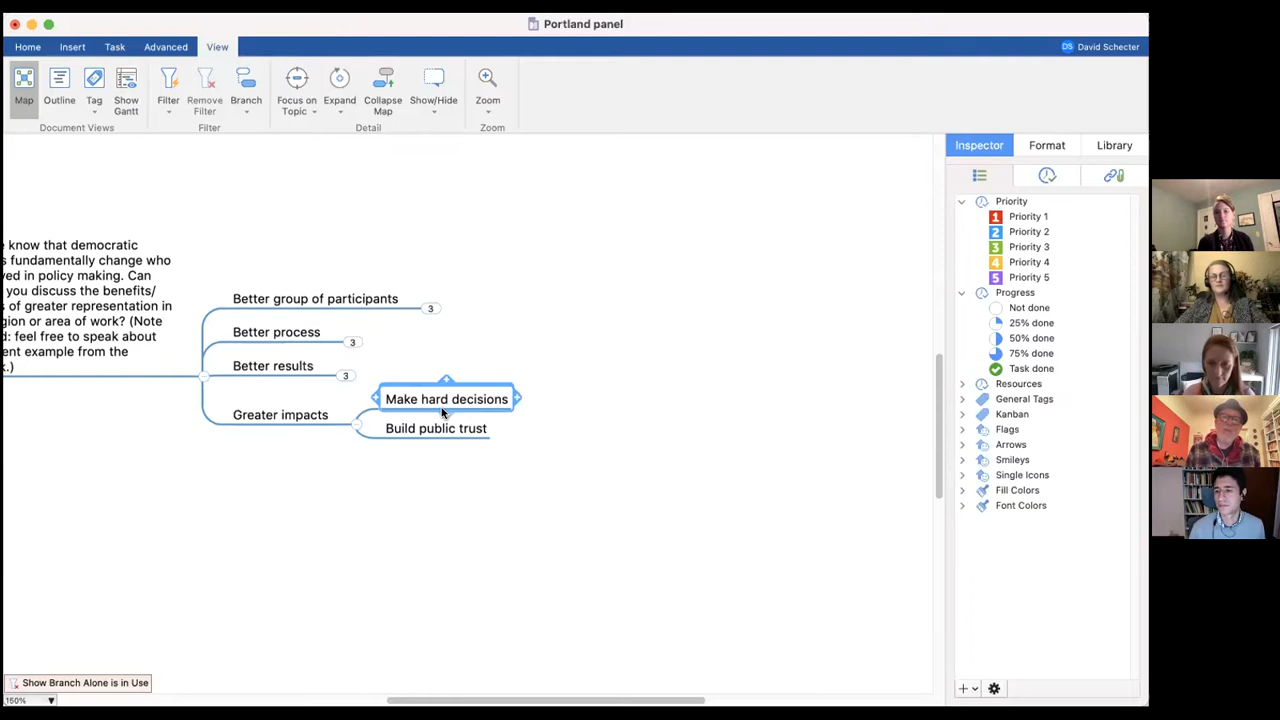 Portland panel
Home Insert Task Advanced View
DS David Schecter
Map Outline Tag Show Gantt Filter Remove Filter Branch Focus on Topic Expand Collapse Map Show/Hide Zoom
Document Views Filter Detail Zoom
Inspector Format Library
know that democratic
s fundamentally change who
ved in policy making. Can
you discuss the benefits/
s of greater representation in
gion or area of work? (Note
d: feel free to speak about
ent example from the
k.)
Better group of participants 3
Better process 3
Better results 3
Greater impacts
Make hard decisions
Build public trust
Priority
1 Priority 1
2 Priority 2
3 Priority 3
4 Priority 4
5 Priority 5
Progress
Not done
25% done
50% done
75% done
Task done
Resources
General Tags
Kanban
Flags
Arrows
Smileys
Single Icons
Fill Colors
Font Colors
Show Branch Alone is in Use
150%